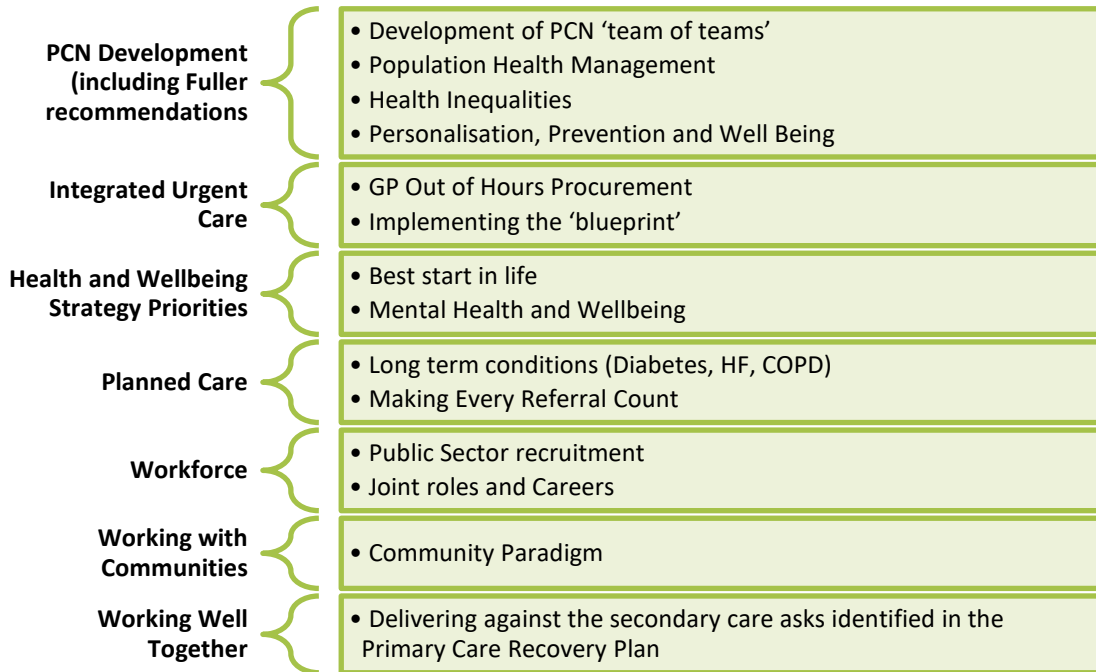 PCN Development
(including Fuller
recommendations
• Development of PCN ‘team of teams’
• Population Health Management
• Health Inequalities
• Personalisation, Prevention and Well Being
Integrated Urgent
Care
• GP Out of Hours Procurement
• Implementing the ‘blueprint’
Health and Wellbeing
Strategy Priorities
• Best start in life
• Mental Health and Wellbeing
Planned Care
• Long term conditions (Diabetes, HF, COPD)
• Making Every Referral Count
Workforce
• Public Sector recruitment
• Joint roles and Careers
Working with
Communities
• Community Paradigm
Working Well
Together
• Delivering against the secondary care asks identified in the
Primary Care Recovery Plan